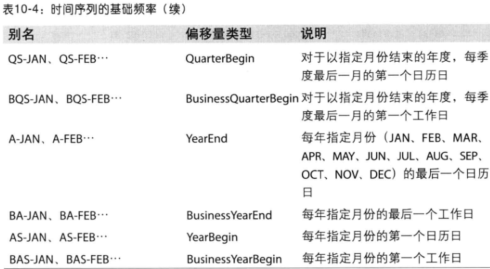 表10-4：时间序列的基础频率（续）
别名 偏移量类型 说明
QS-JAN、QS-FEB… QuarterBegin 对于以指定月份结束的年度，每季
度最后一月的第一个日历日
BQS-JAN、BQS-FEB… BusinessQuarterBegin 对于以指定月份结束的年度，每季
度最后一月的第一个工作日
A-JAN、A-FEB… YearEnd 每年指定月份（JAN、FEB、MAR、
APR、MAY、JUN、JUL、AUG、SEP、
OCT、NOV、DEC）的最后一个日历
日
BA-JAN、BA-FEB… BusinessYearEnd 每年指定月份的最后一个工作日
AS-JAN、AS-FEB… YearBegin 每年指定月份的第一个日历日
BAS-JAN、BAS-FEB… BusinessYearBegin 每年指定月份的第一个工作日